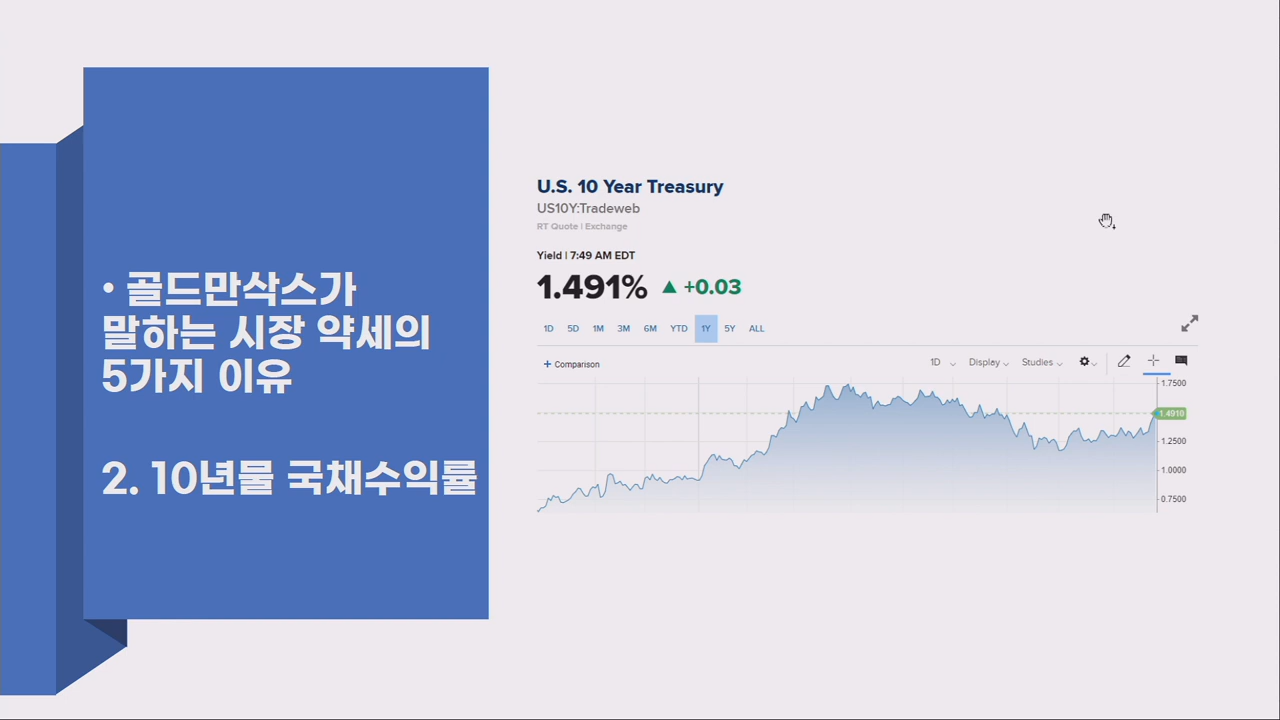 • 골드만삭스가
말하는 시장 약세의
5가지 이유
2. 10년물 국채수익률
U.S. 10 Year Treasury
US10Y:Tradeweb
RT Quote | Exchange
Yield | 7:49 AM EDT
1.491% ▲ +0.03
1D 5D 1M 3M 6M YTD 1Y 5Y ALL
+ Comparison 1D Display Studies
1.7500
1.4910
1.2500
1.0000
0.7500